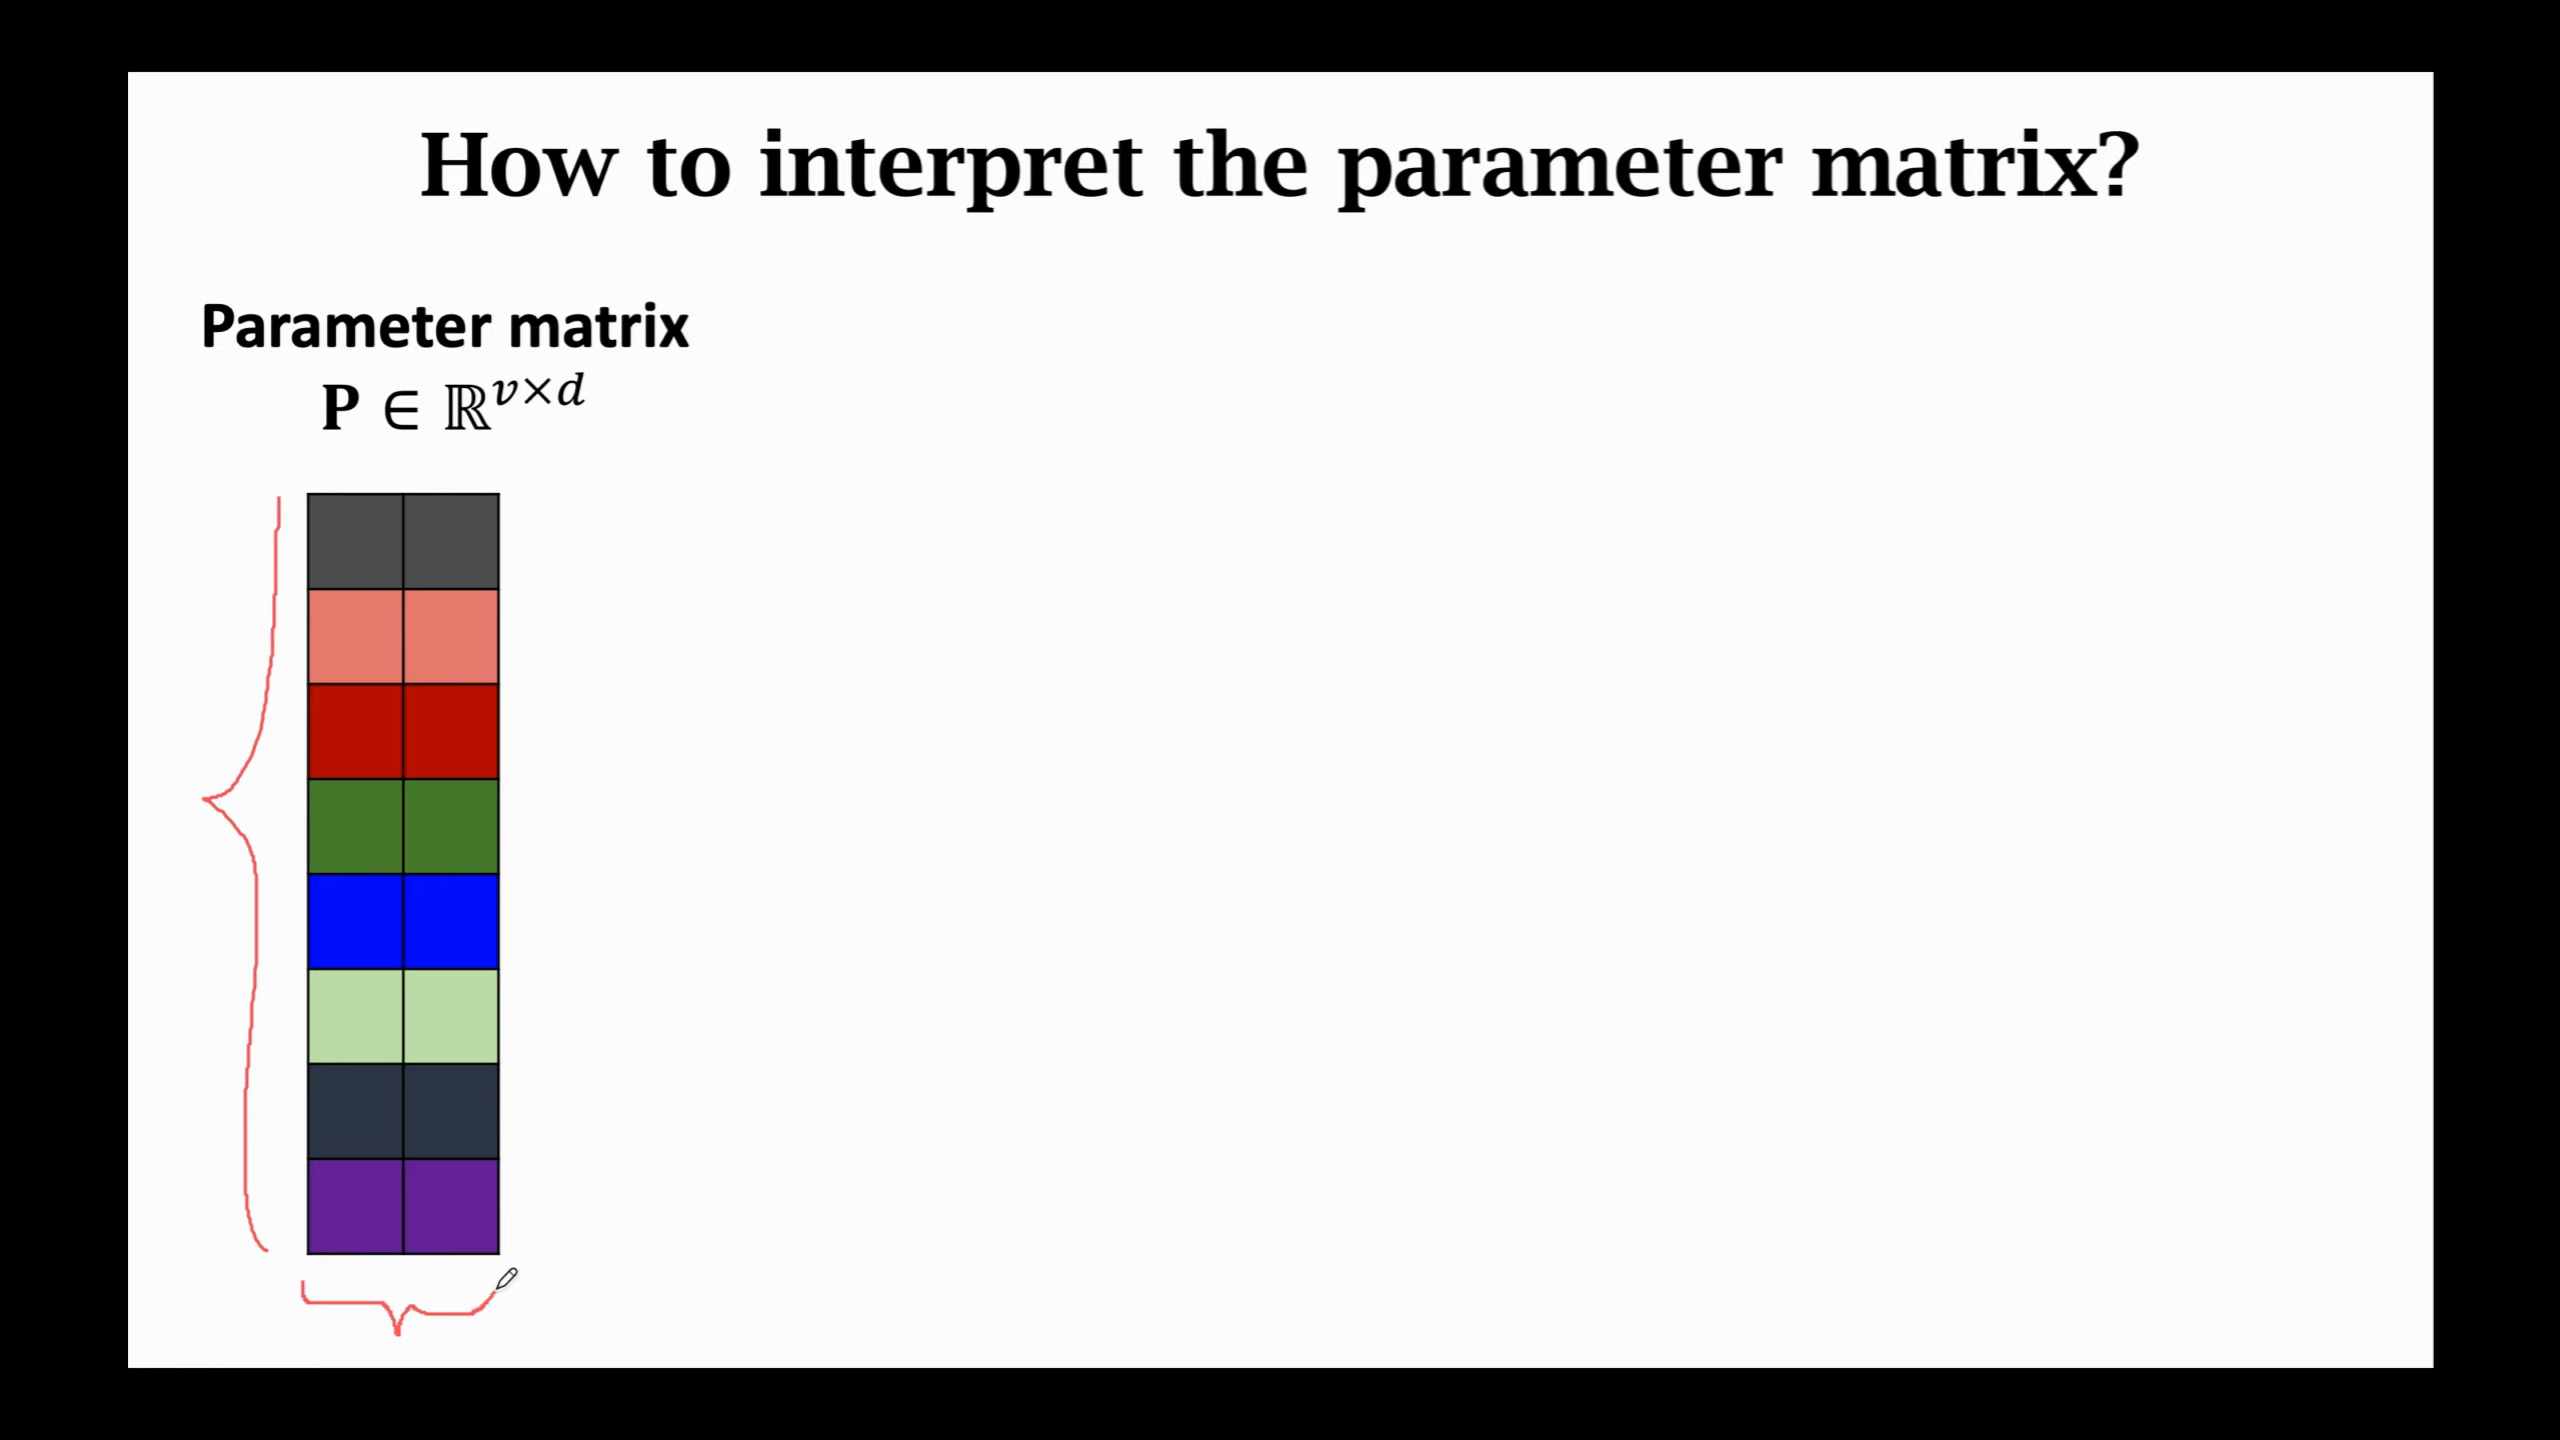 How to interpret the parameter matrix?
Parameter matrix
𝐏 ∈ ℝ^{v×d}